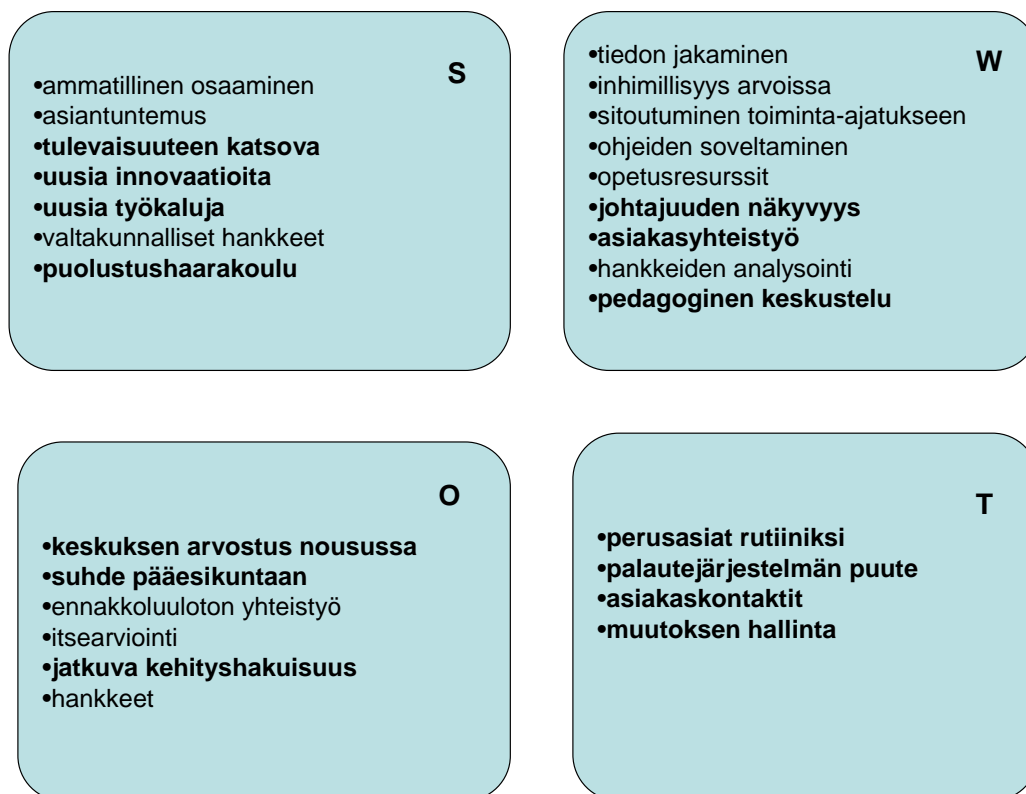 S
•ammatillinen osaaminen
•asiantuntemus
•tulevaisuuteen katsova
•uusia innovaatioita
•uusia työkaluja
•valtakunnalliset hankkeet
•puolustushaarakoulu
W
•tiedon jakaminen
•inhimillisyys arvoissa
•sitoutuminen toiminta-ajatukseen
•ohjeiden soveltaminen
•opetusresurssit
•johtajuuden näkyvyys
•asiakasyhteistyö
•hankkeiden analysointi
•pedagoginen keskustelu
O
•keskuksen arvostus nousussa
•suhde pääesikuntaan
•ennakkoluuloton yhteistyö
•itsearviointi
•jatkuva kehityshakuisuus
•hankkeet
T
•perusasiat rutiiniksi
•palautejärjestelmän puute
•asiakaskontaktit
•muutoksen hallinta